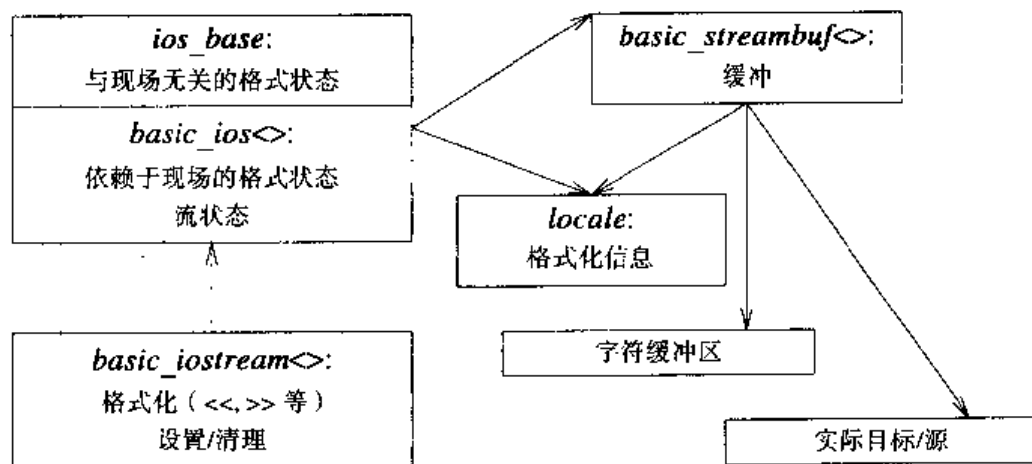 ios_base:
与现场无关的格式状态
basic_ios<>:
依赖于现场的格式状态
流状态
basic_streambuf<>:
缓冲
locale:
格式化信息
字符缓冲区
basic_iostream<>:
格式化（<<, >> 等）
设置/清理
实际目标/源